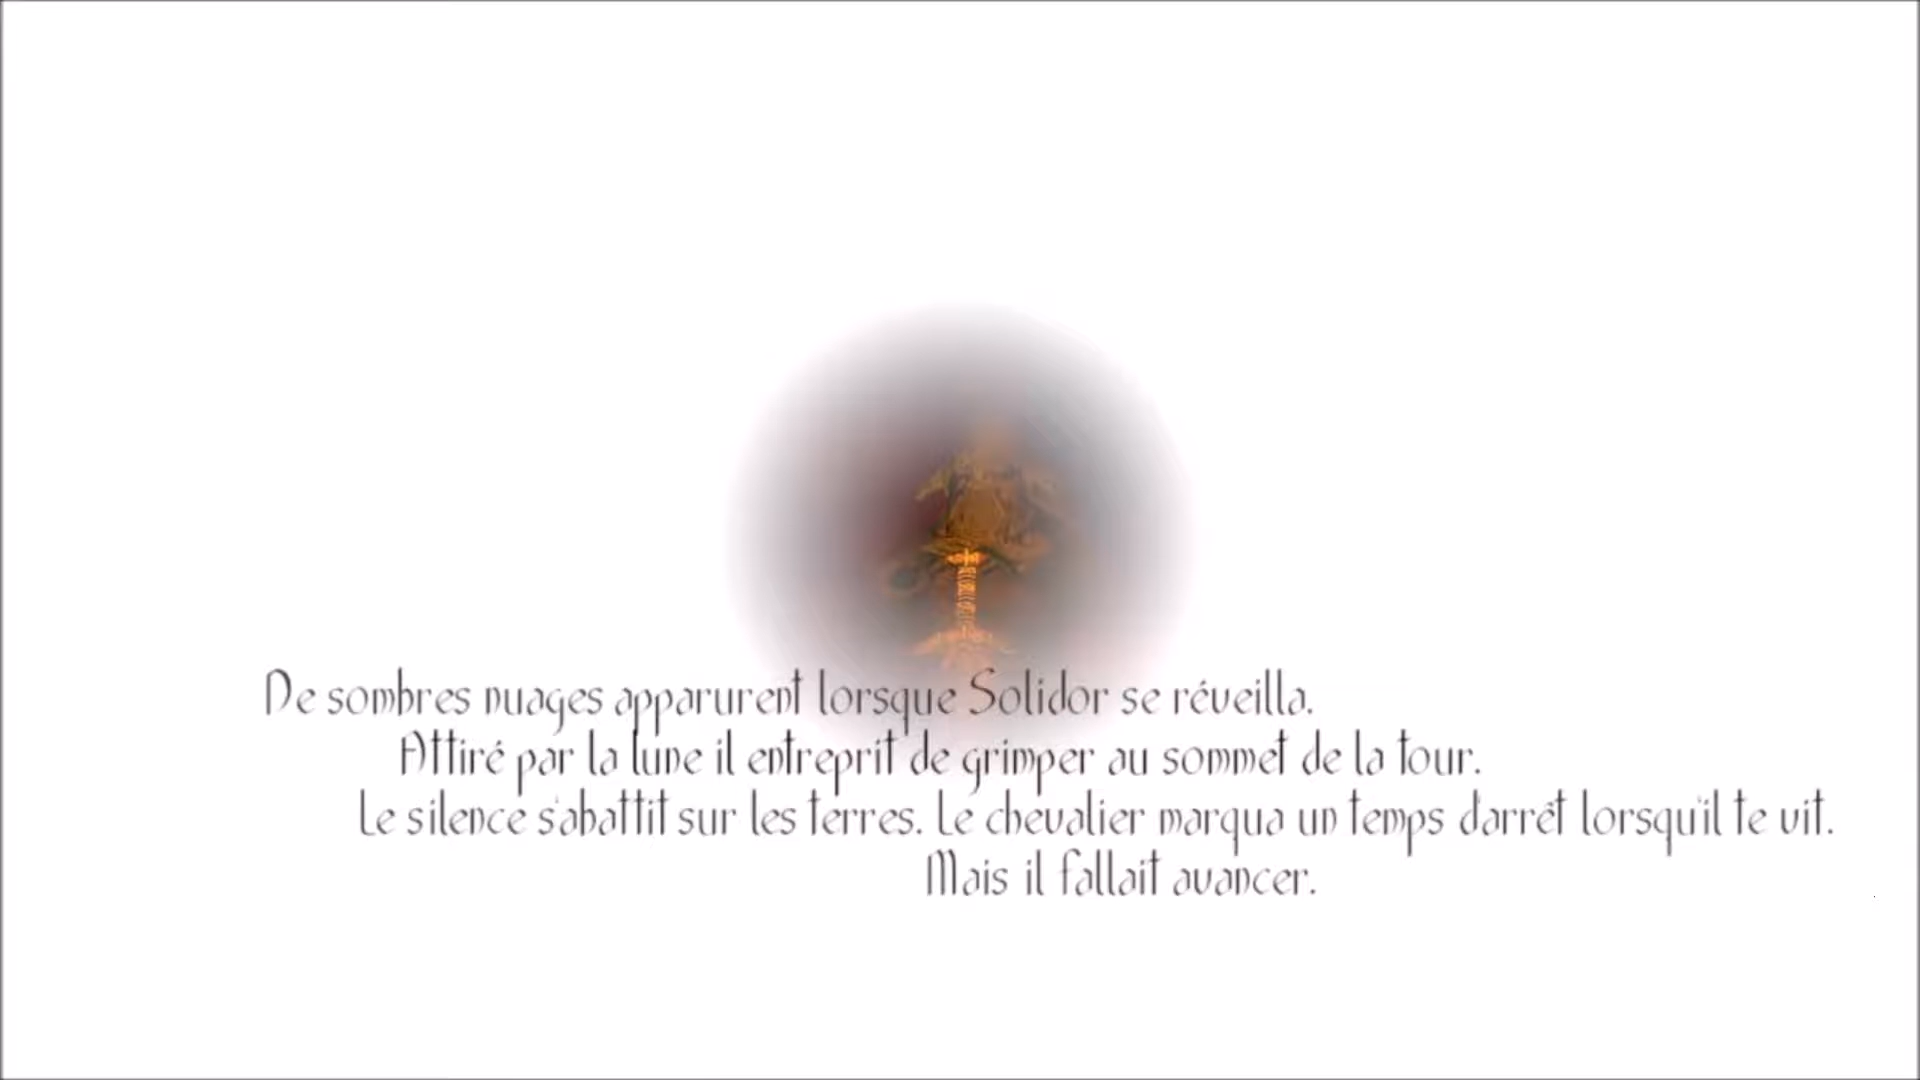 De sombres nuages apparurent lorsque Solidor se réveilla.
Attiré par la lune il entreprit de grimper au sommet de la tour.
Le silence s'abattit sur les terres. Le chevalier marqua un temps d'arrêt lorsqu'il te vit.
Mais il fallait avancer.